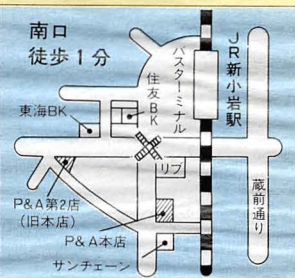 南口
徒歩1分
JR新小岩駅
バスターミナル
住友BK
東海BK
リブ
蔵前通り
P&A第2店
(旧本店)
P&A本店
サンチェーン